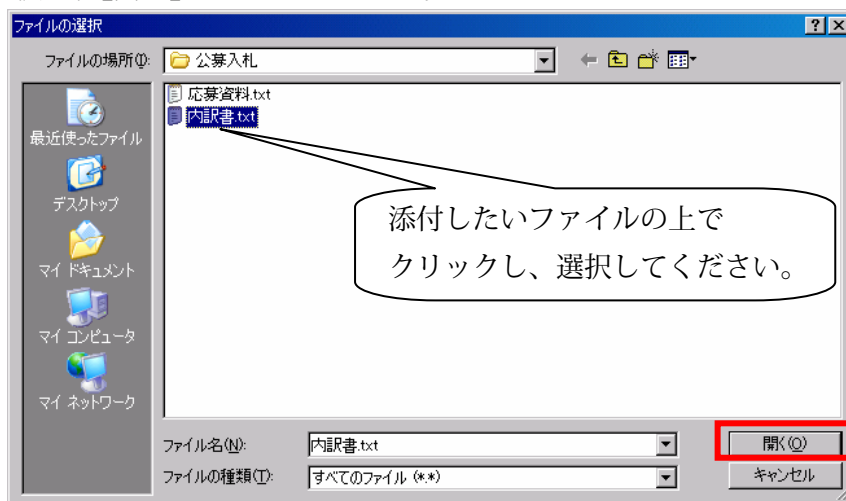 ファイルの選択
ファイルの場所(I):
公募入札
応募資料.txt
内訳書.txt
最近使ったファイル
デスクトップ
マイ ドキュメント
マイ コンピュータ
マイ ネットワーク
添付したいファイルの上で
クリックし、選択してください。
ファイル名(N):
内訳書.txt
開く(O)
ファイルの種類(T):
すべてのファイル (*.*)
キャンセル